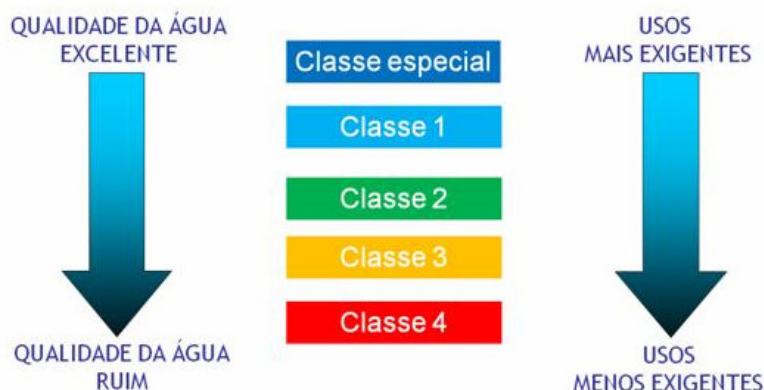 QUALIDADE DA ÁGUA
EXCELENTE
USOS
MAIS EXIGENTES
Classe especial
Classe 1
Classe 2
Classe 3
Classe 4
QUALIDADE DA ÁGUA
RUIM
USOS
MENOS EXIGENTES